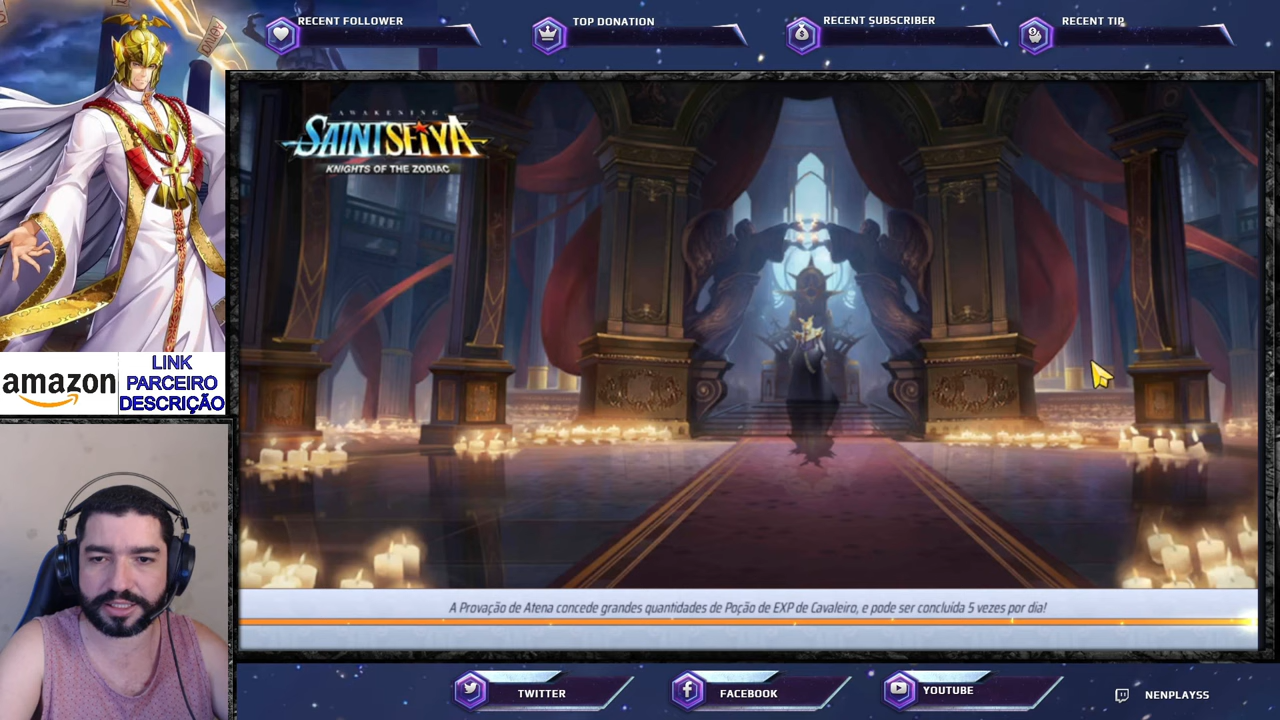 RECENT FOLLOWER
TOP DONATION
RECENT SUBSCRIBER
RECENT TIP
AWAKENING
SAINT SEIYA
KNIGHTS OF THE ZODIAC
amazon
LINK
PARCEIRO
DESCRIÇÃO
A Provação de Atena concede grandes quantidades de Poção de EXP de Cavaleiro, e pode ser concluída 5 vezes por dia!
TWITTER
FACEBOOK
YOUTUBE
NENPLAYSS